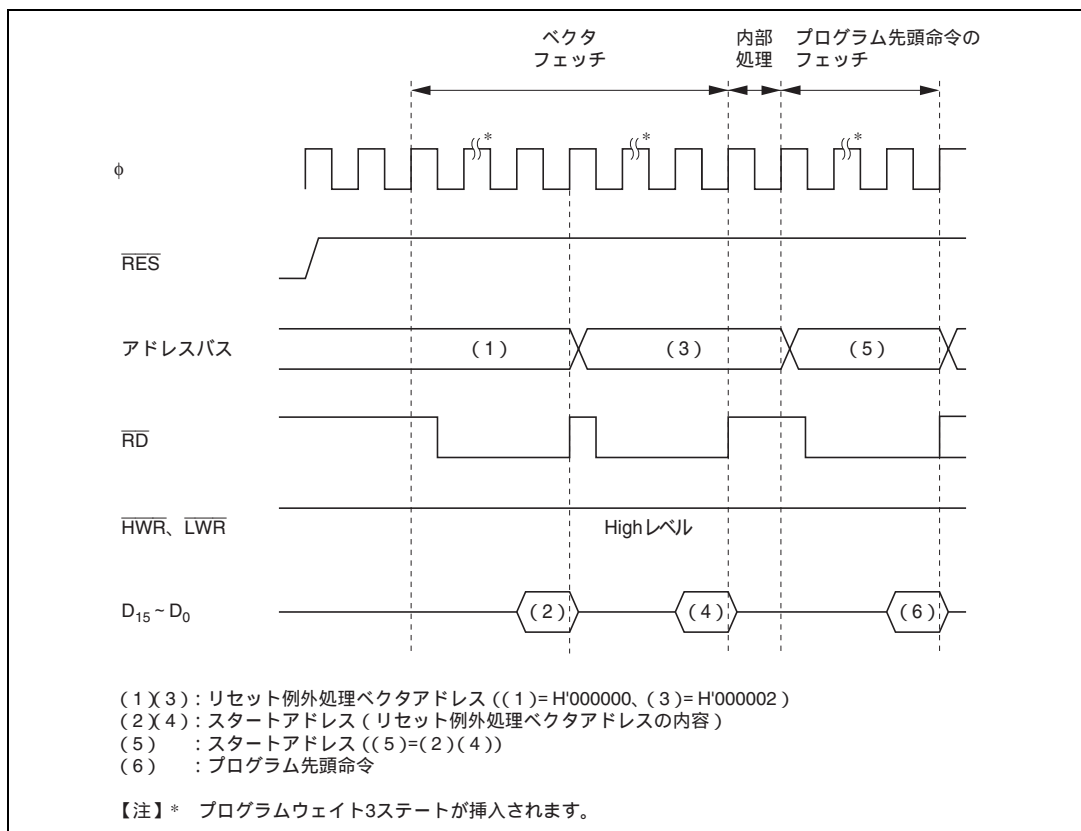 ベクタ
フェッチ
内部
処理
プログラム先頭命令の
フェッチ
φ
*
*
*
RES
アドレスバス
(1)
(3)
(5)
RD
HWR、LWR
Highレベル
D15~D0
(2)
(4)
(6)
(1)(3):リセット例外処理ベクタアドレス((1)=H'000000、(3)=H'000002)
(2)(4):スタートアドレス(リセット例外処理ベクタアドレスの内容)
(5) :スタートアドレス((5)=(2)(4))
(6) :プログラム先頭命令
【注】* プログラムウェイト3ステートが挿入されます。